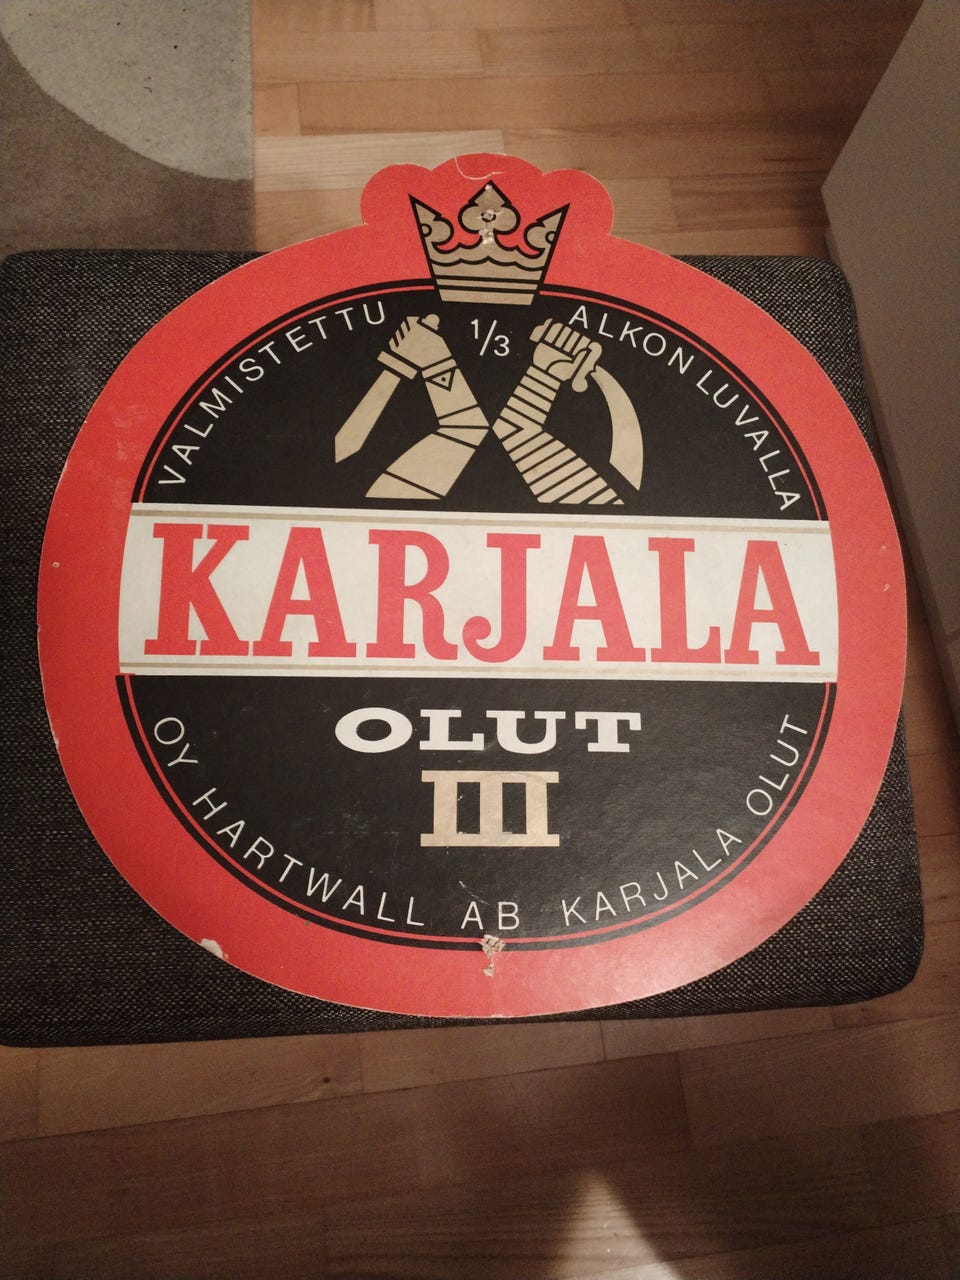 VALMISTETTU 1/3 ALKON LUVALLA
KARJALA
OLUT
III
OY HARTWALL AB KARJALA OLUT